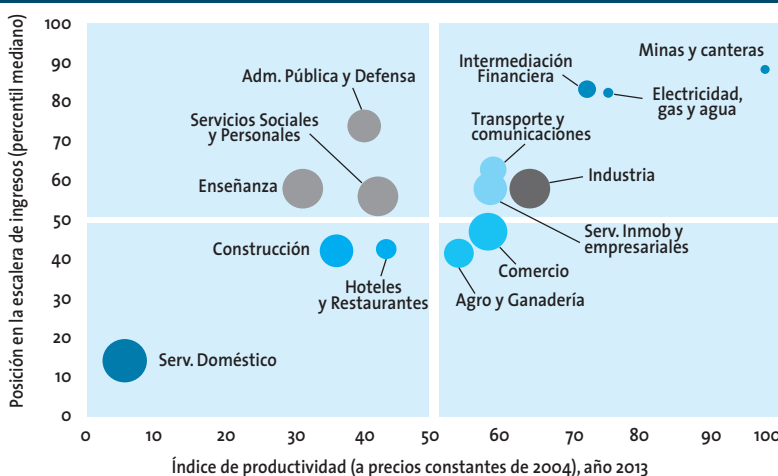 Posición en la escalera de ingresos (percentil mediano)
100
90
80
70
60
50
40
30
20
10
0
Minas y canteras
Intermediación
Financiera
Adm. Pública y Defensa
Electricidad,
gas y agua
Servicios Sociales
y Personales
Transporte y
comunicaciones
Enseñanza
Industria
Serv. Inmob y
empresariales
Construcción
Comercio
Hoteles
y Restaurantes
Agro y Ganadería
Serv. Doméstico
0 10 20 30 40 50 60 70 80 90 100
Índice de productividad (a precios constantes de 2004), año 2013